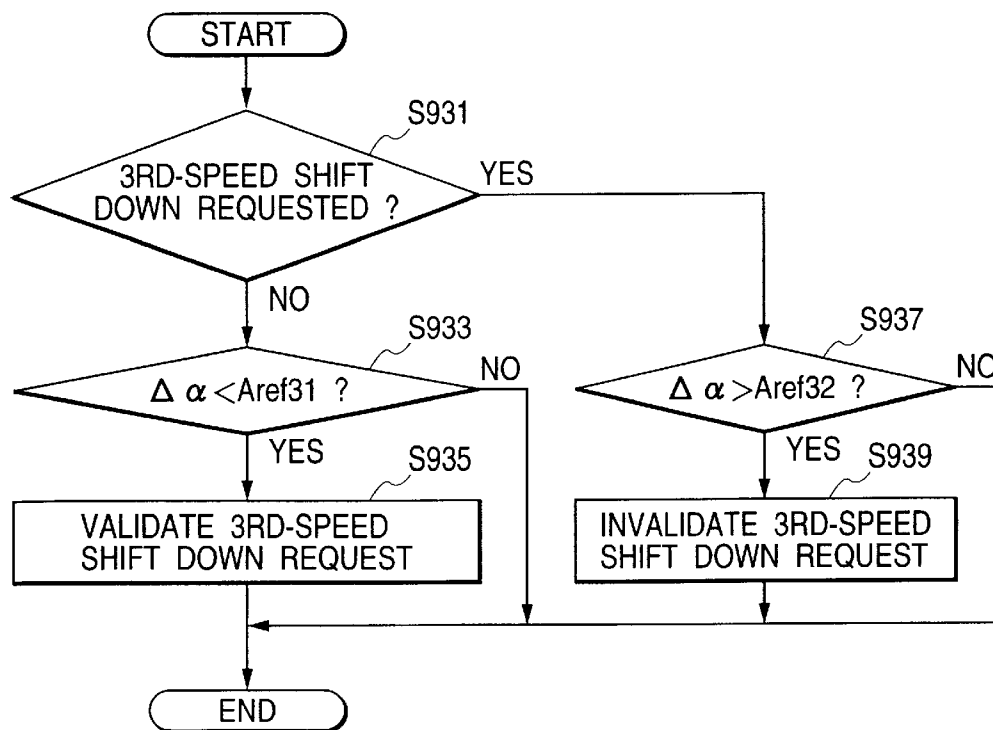 START
S931
3RD-SPEED SHIFT
DOWN REQUESTED ?
YES
NO
S933
Δ α <Aref31 ?
NO
YES
S935
VALIDATE 3RD-SPEED
SHIFT DOWN REQUEST
S937
Δ α >Aref32 ?
NO
YES
S939
INVALIDATE 3RD-SPEED
SHIFT DOWN REQUEST
END